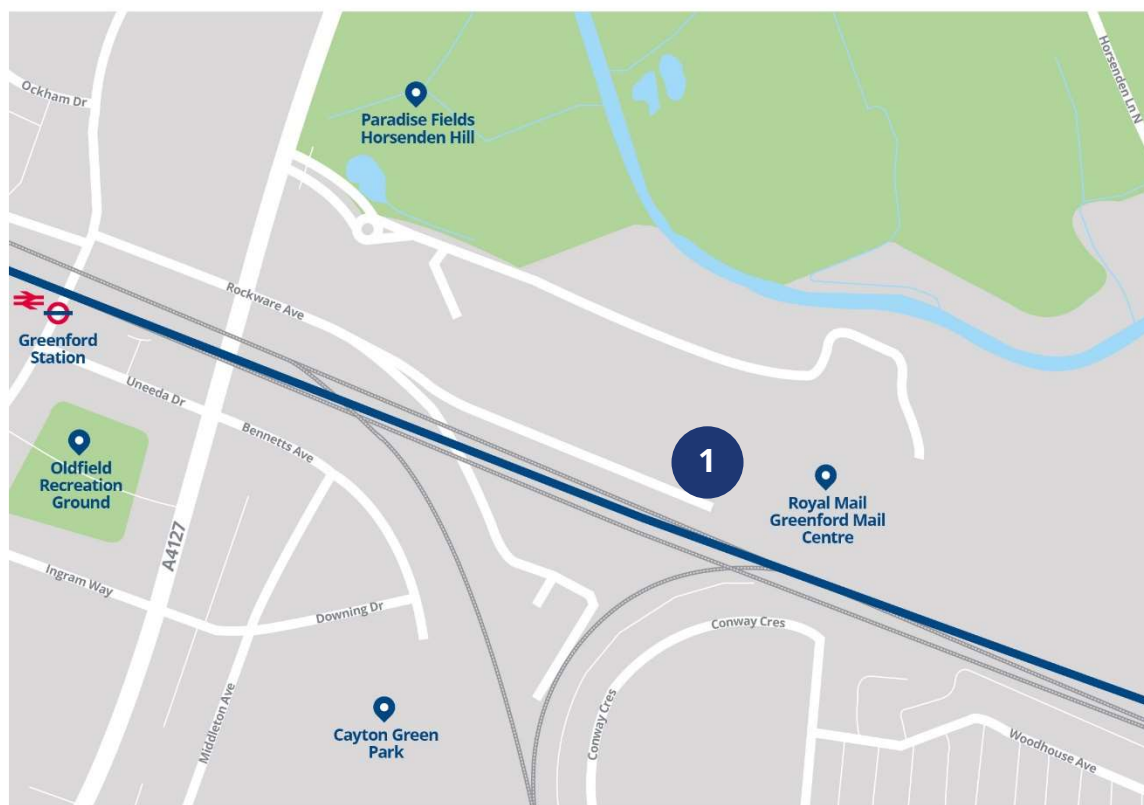 Ockham Dr
Horsenden Ln N
Paradise Fields
Horsenden Hill
Rockware Ave
Greenford
Station
Uneeda Dr
Bennetts Ave
1
Oldfield
Recreation
Ground
Royal Mail
Greenford Mail
Centre
A4127
Ingram Way
Downing Dr
Conway Cres
Middleton Ave
Cayton Green
Park
Conway Cres
Woodhouse Ave